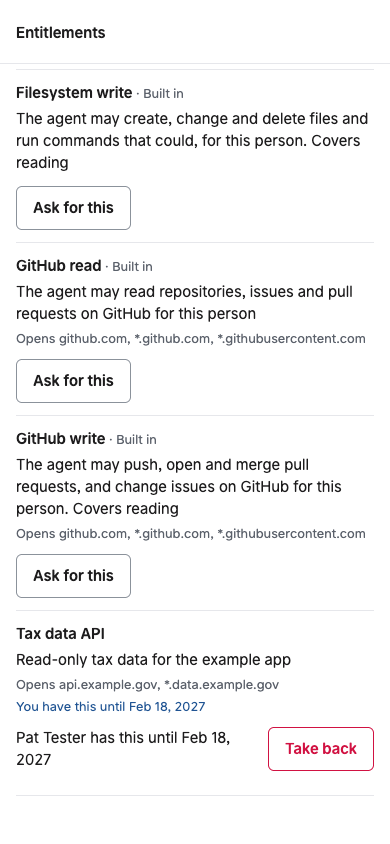 Entitlements
Filesystem write · Built in
The agent may create, change and delete files and
run commands that could, for this person. Covers
reading
Ask for this
GitHub read · Built in
The agent may read repositories, issues and pull
requests on GitHub for this person
Opens github.com, *.github.com, *.githubusercontent.com
Ask for this
GitHub write · Built in
The agent may push, open and merge pull
requests, and change issues on GitHub for this
person. Covers reading
Opens github.com, *.github.com, *.githubusercontent.com
Ask for this
Tax data API
Read-only tax data for the example app
Opens api.example.gov, *.data.example.gov
You have this until Feb 18, 2027
Pat Tester has this until Feb 18,
2027
Take back